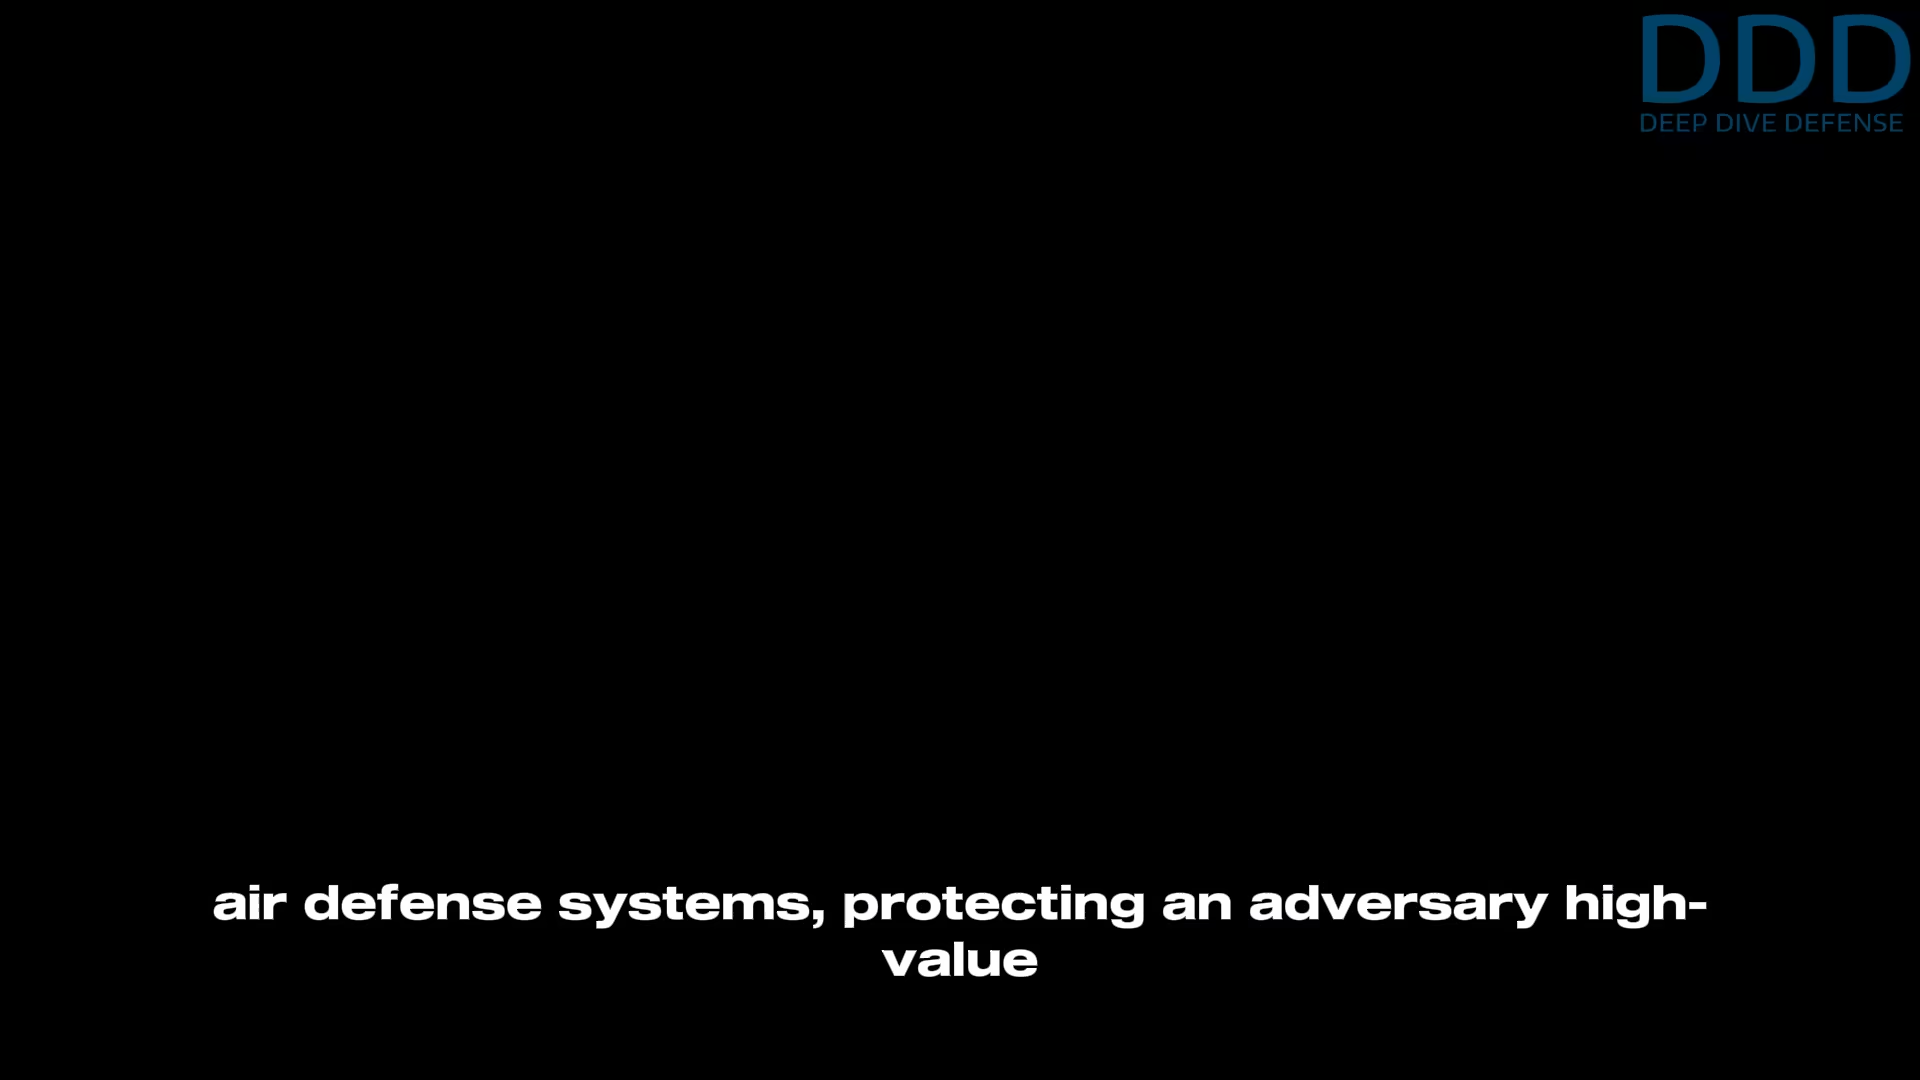 DDD
DEEP DIVE DEFENSE
air defense systems, protecting an adversary high-
value